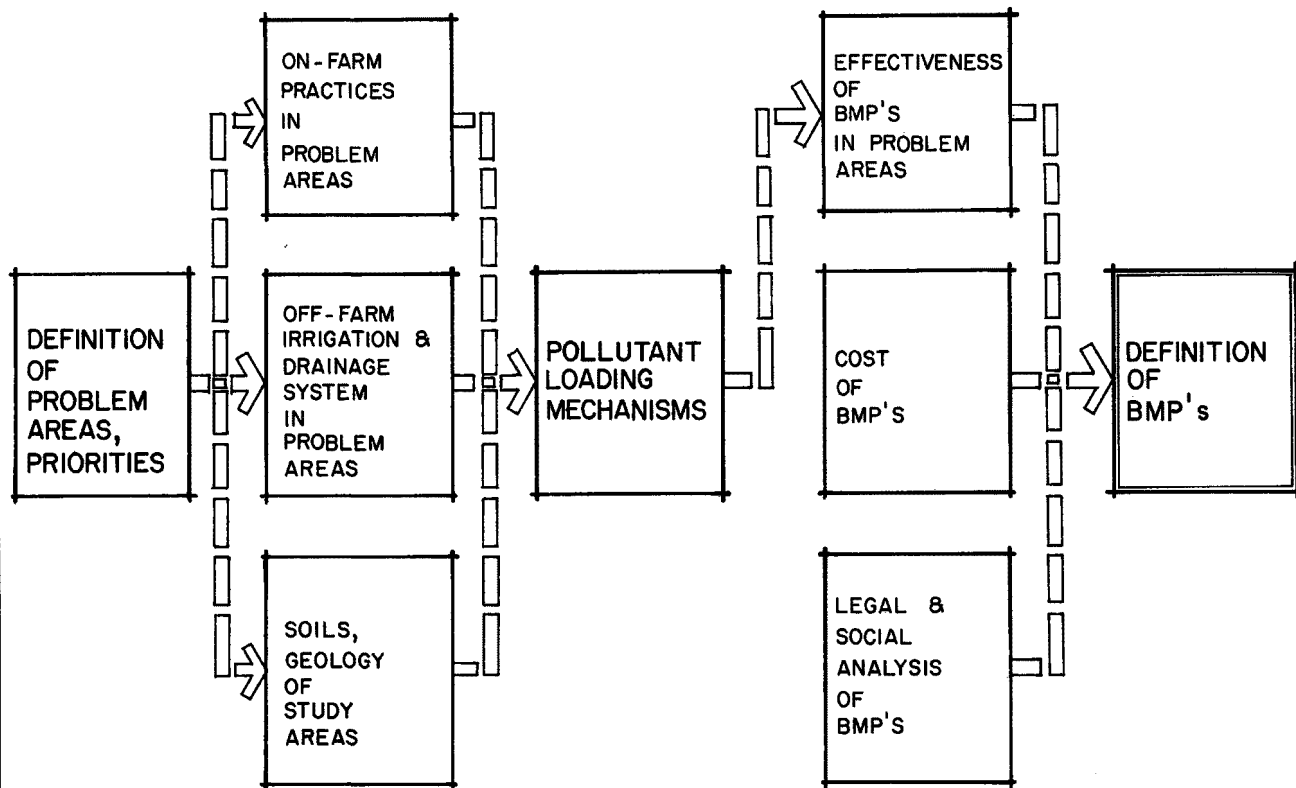 DEFINITION
OF
PROBLEM
AREAS,
PRIORITIES
ON-FARM
PRACTICES
IN
PROBLEM
AREAS
OFF-FARM
IRRIGATION &
DRAINAGE
SYSTEM
IN
PROBLEM
AREAS
SOILS,
GEOLOGY
OF
STUDY
AREAS
POLLUTANT
LOADING
MECHANISMS
EFFECTIVENESS
OF
BMP'S
IN PROBLEM
AREAS
COST
OF
BMP'S
LEGAL &
SOCIAL
ANALYSIS
OF
BMP'S
DEFINITION
OF
BMP's